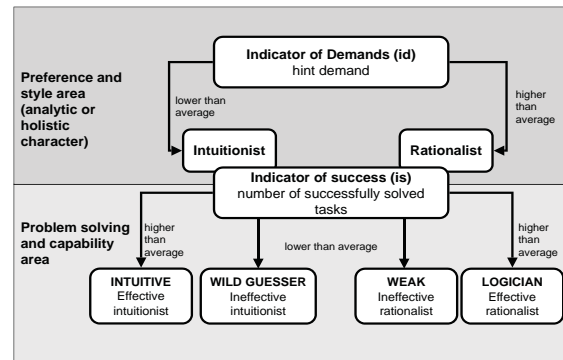 Indicator of Demands (id)
hint demand
Preference and
style area
(analytic or
holistic
character)
lower than
average
higher
than
average
Intuitionist
Rationalist
Indicator of success (is)
number of successfully solved
tasks
Problem solving
and capability
area
higher
than
average
lower than average
higher
than
average
INTUITIVE
Effective
intuitionist
WILD GUESSER
Ineffective
intuitionist
WEAK
Ineffective
rationalist
LOGICIAN
Effective
rationalist